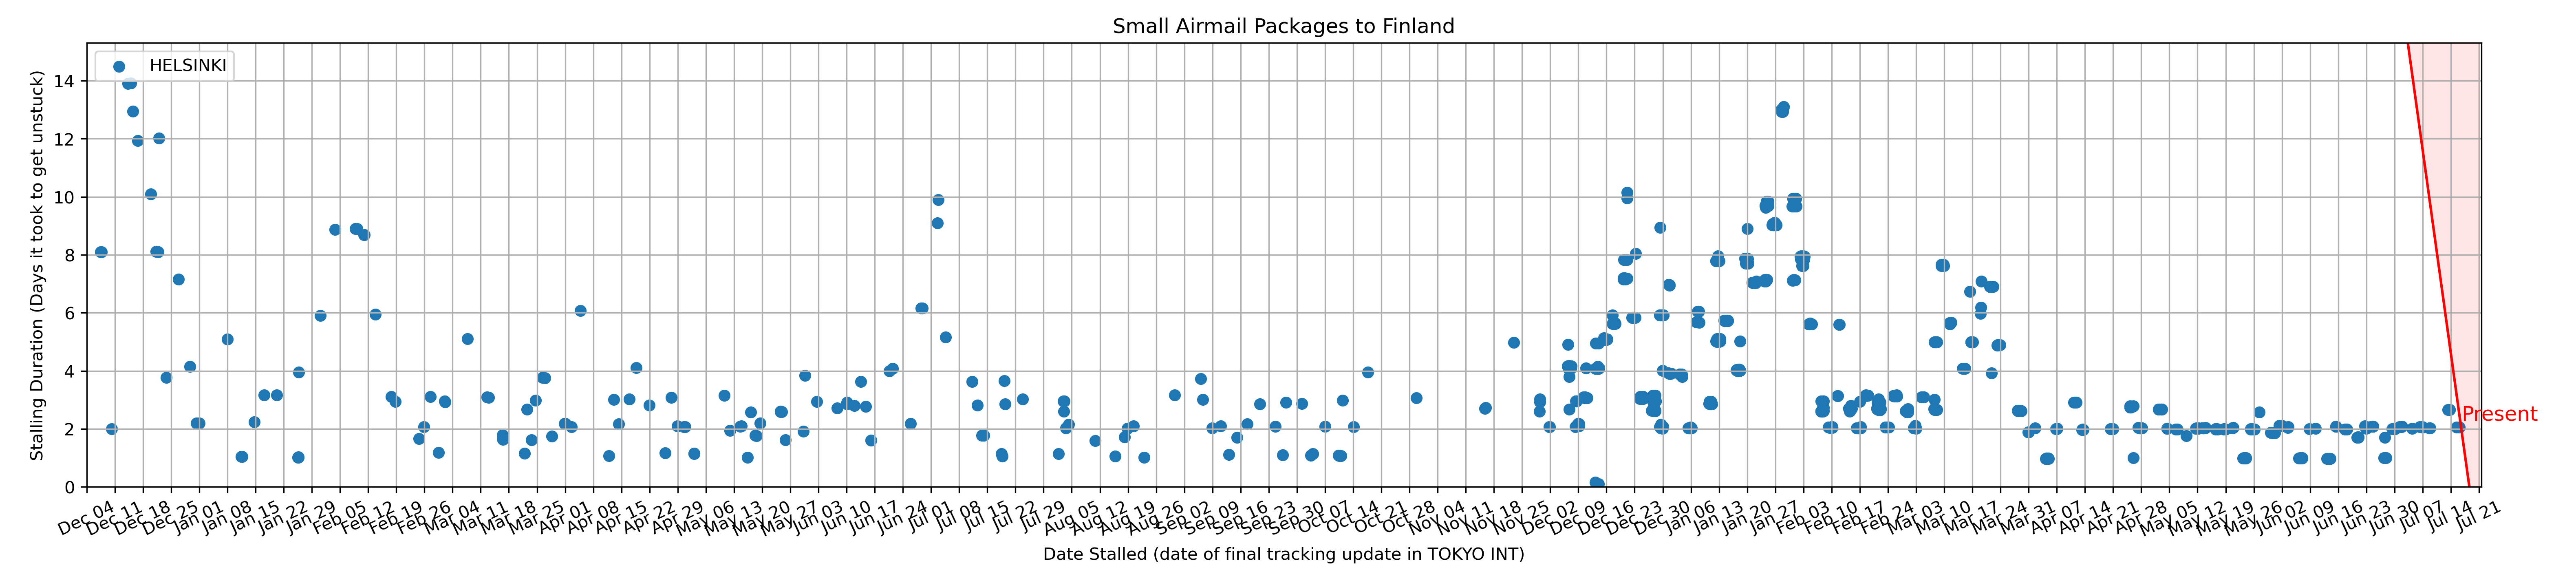 Small Airmail Packages to Finland
HELSINKI
Stalling Duration (Days it took to get unstuck)
14
12
10
8
6
4
2
0
Present
Dec 04
Dec 11
Dec 18
Dec 25
Jan 01
Jan 08
Jan 15
Jan 22
Jan 29
Feb 05
Feb 12
Feb 19
Feb 26
Mar 04
Mar 11
Mar 18
Mar 25
Apr 01
Apr 08
Apr 15
Apr 22
Apr 29
May 06
May 13
May 20
May 27
Jun 03
Jun 10
Jun 17
Jun 24
Jul 01
Jul 08
Jul 15
Jul 22
Jul 29
Aug 05
Aug 12
Aug 19
Aug 26
Sep 02
Sep 09
Sep 16
Sep 23
Sep 30
Oct 07
Oct 14
Oct 21
Oct 28
Nov 04
Nov 11
Nov 18
Nov 25
Dec 02
Dec 09
Dec 16
Dec 23
Dec 30
Jan 06
Jan 13
Jan 20
Jan 27
Feb 03
Feb 10
Feb 17
Feb 24
Mar 03
Mar 10
Mar 17
Mar 24
Mar 31
Apr 07
Apr 14
Apr 21
Apr 28
May 05
May 12
May 19
May 26
Jun 02
Jun 09
Jun 16
Jun 23
Jun 30
Jul 07
Jul 14
Jul 21
Date Stalled (date of final tracking update in TOKYO INT)